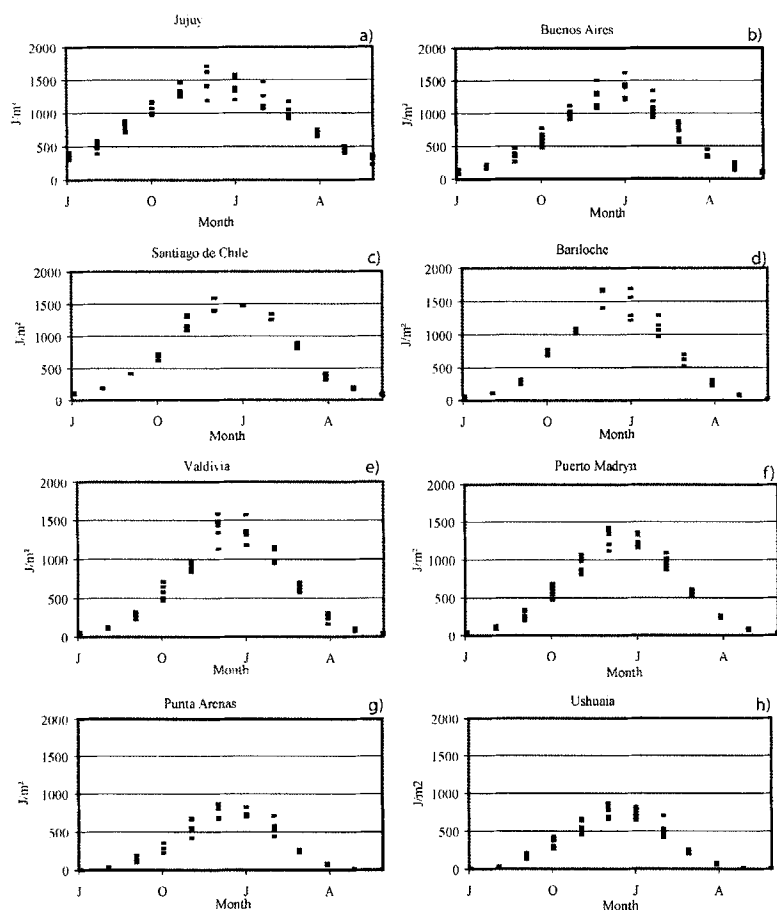 Jujuy
a)
2000
1500
1000
500
0
J/m²
J O J A
Month
Buenos Aires
b)
2000
1500
1000
500
0
J/m²
J O J A
Month
Santiago de Chile
c)
2000
1500
1000
500
0
J/m²
J O J A
Month
Bariloche
d)
2000
1500
1000
500
0
J/m²
J O J A
Month
Valdivia
e)
2000
1500
1000
500
0
J/m²
J O J A
Month
Puerto Madryn
f)
2000
1500
1000
500
0
J/m²
J O J A
Month
Punta Arenas
g)
2000
1500
1000
500
0
J/m²
J O J A
Month
Ushuaia
h)
2000
1500
1000
500
0
J/m2
J O J A
Month